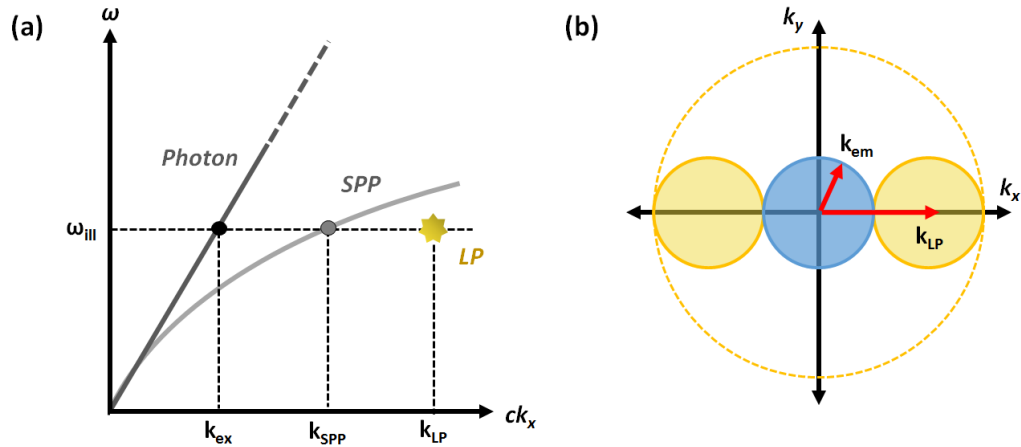 (a)
ω
Photon
SPP
ω_ill
LP
k_ex
k_SPP
k_LP
ck_x
(b)
k_y
k_em
k_x
k_LP